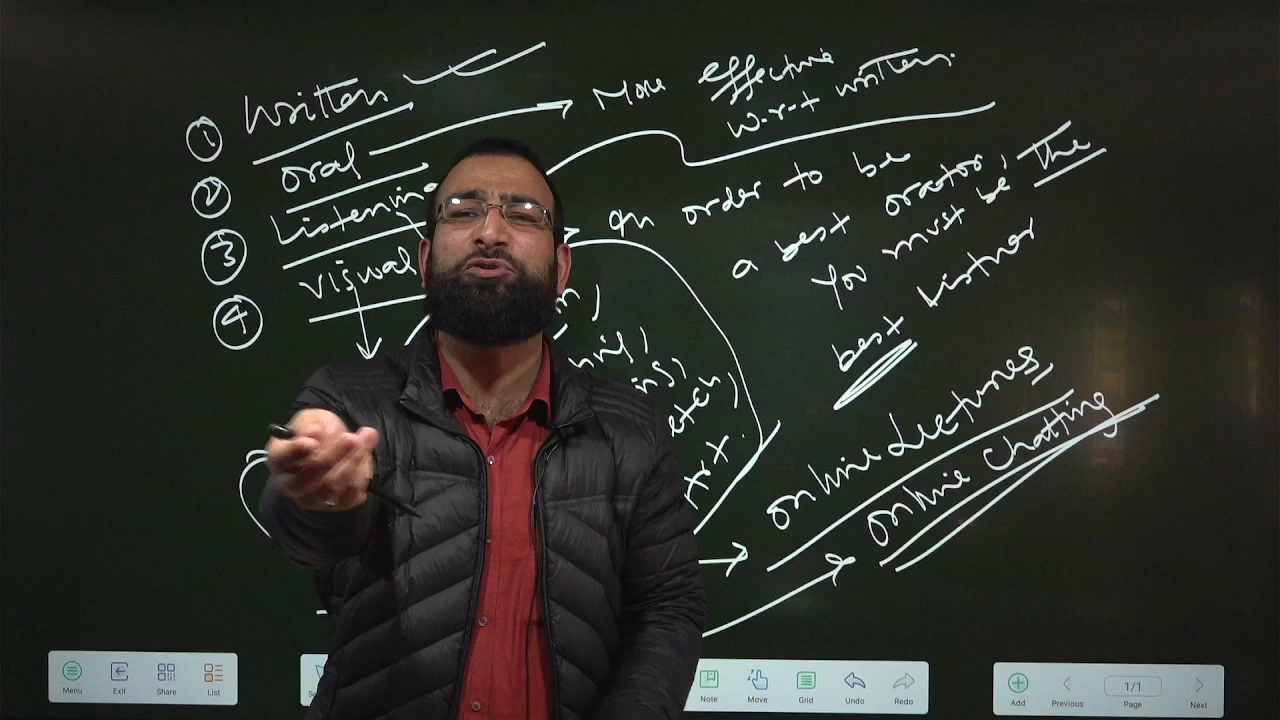 1 Written
2 oral
3 Listening
4 visual
More effective
w.r.t written.
In order to be
a best orator,
You must be the
best listner
online Lectures,
online chatting
Menu
Exit
Share
List
Note
Move
Grid
Undo
Redo
Add
Previous
1/1
Page
Next